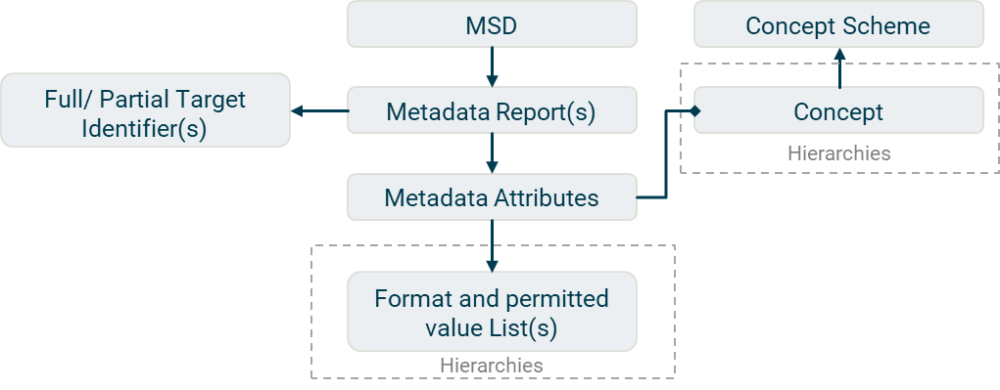 MSD
Concept Scheme
Full/ Partial Target
Identifier(s)
Metadata Report(s)
Concept
Hierarchies
Metadata Attributes
Format and permitted
value List(s)
Hierarchies